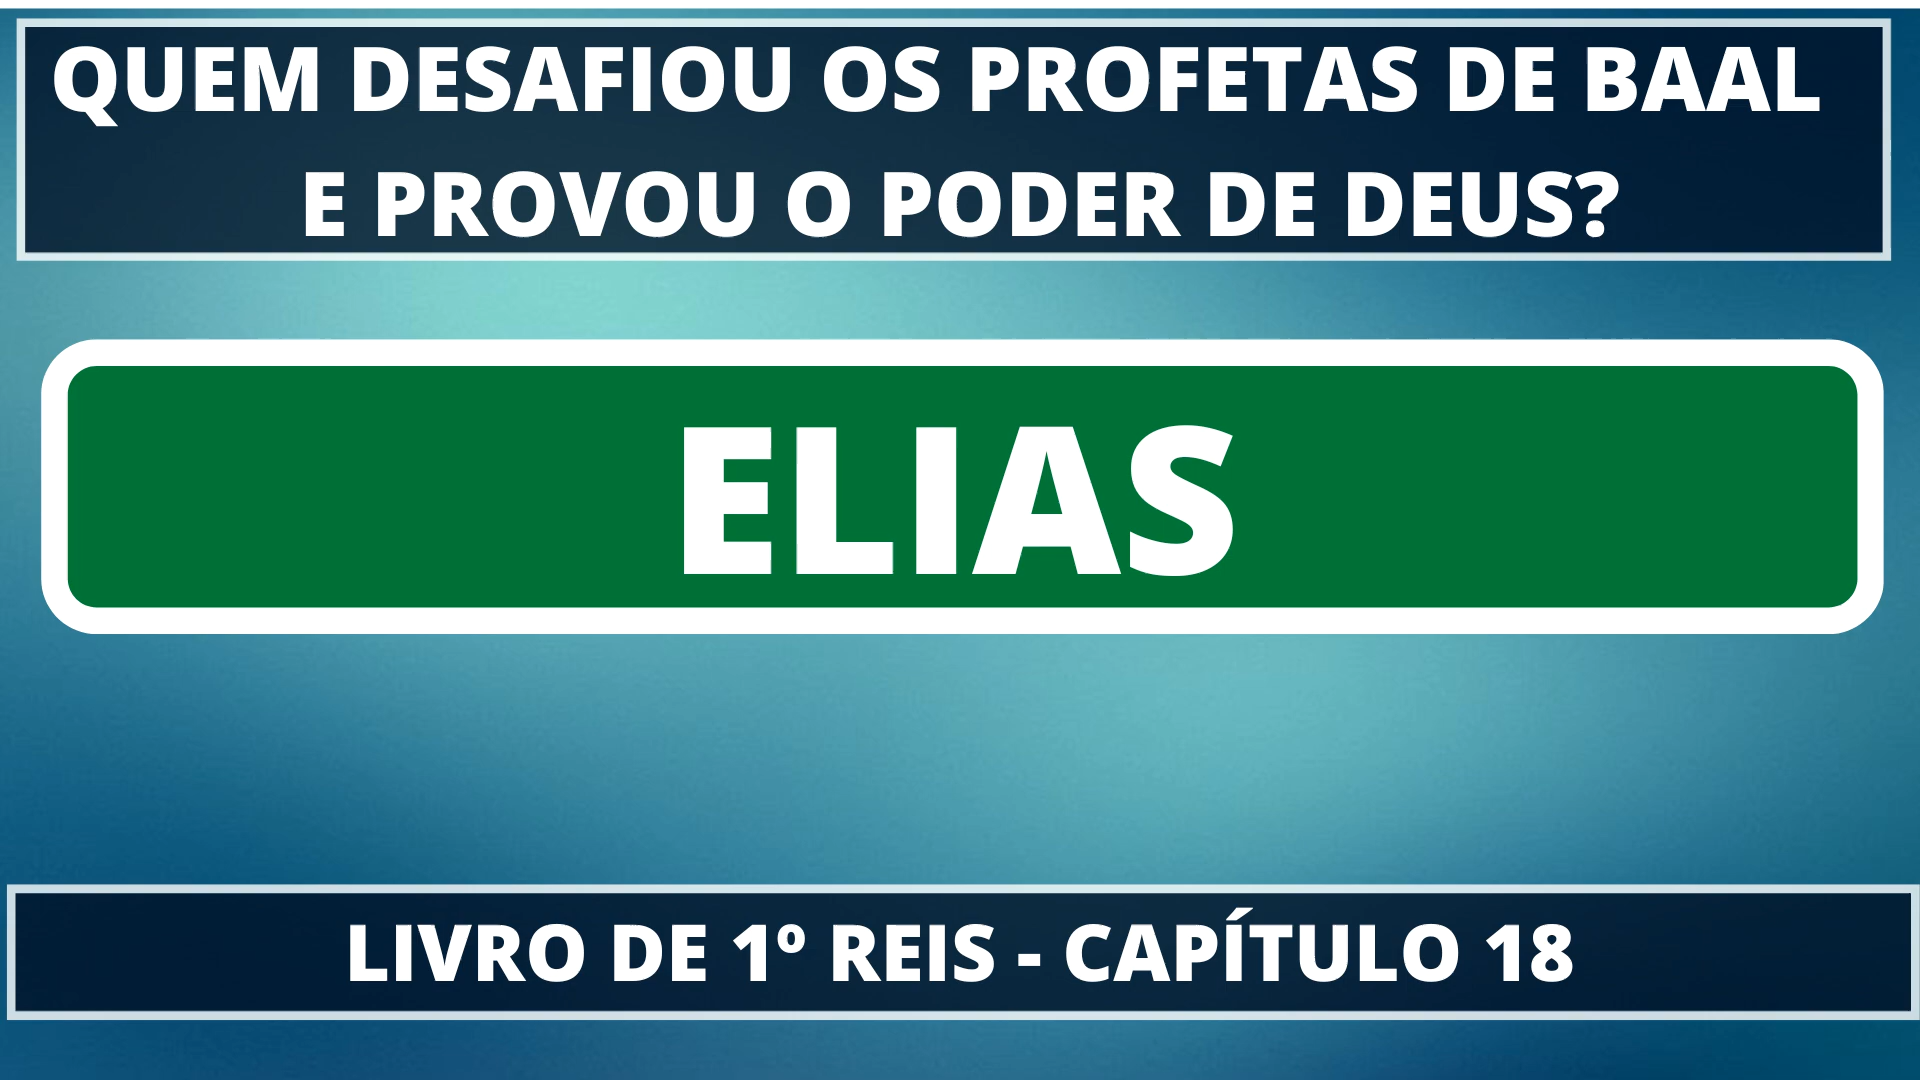 QUEM DESAFIOU OS PROFETAS DE BAAL
E PROVOU O PODER DE DEUS?
ELIAS
LIVRO DE 1º REIS - CAPÍTULO 18